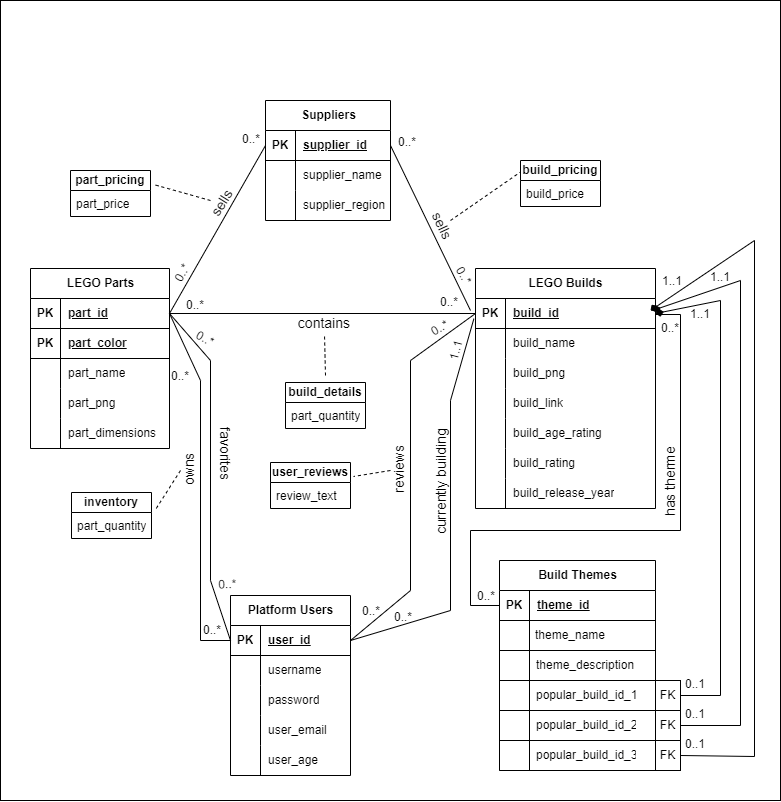 Suppliers
0..*
PK supplier_id
0..*
supplier_name
supplier_region
part_pricing
part_price
sells
build_pricing
build_price
sells
0..*
0..*
LEGO Parts
PK part_id
PK part_color
part_name
part_png
part_dimensions
0..*
0..*
contains
LEGO Builds
PK build_id
build_name
build_png
build_link
build_age_rating
build_rating
build_release_year
1..1
1..1
1..1
0..*
0..*
0..*
0..*
1..1
build_details
part_quantity
user_reviews
review_text
owns
favorites
reviews
currently building
has theme
inventory
part_quantity
0..*
0..*
0..*
0..*
0..*
Platform Users
PK user_id
username
password
user_email
user_age
Build Themes
PK theme_id
theme_name
theme_description
popular_build_id_1 FK 0..1
popular_build_id_2 FK 0..1
popular_build_id_3 FK 0..1